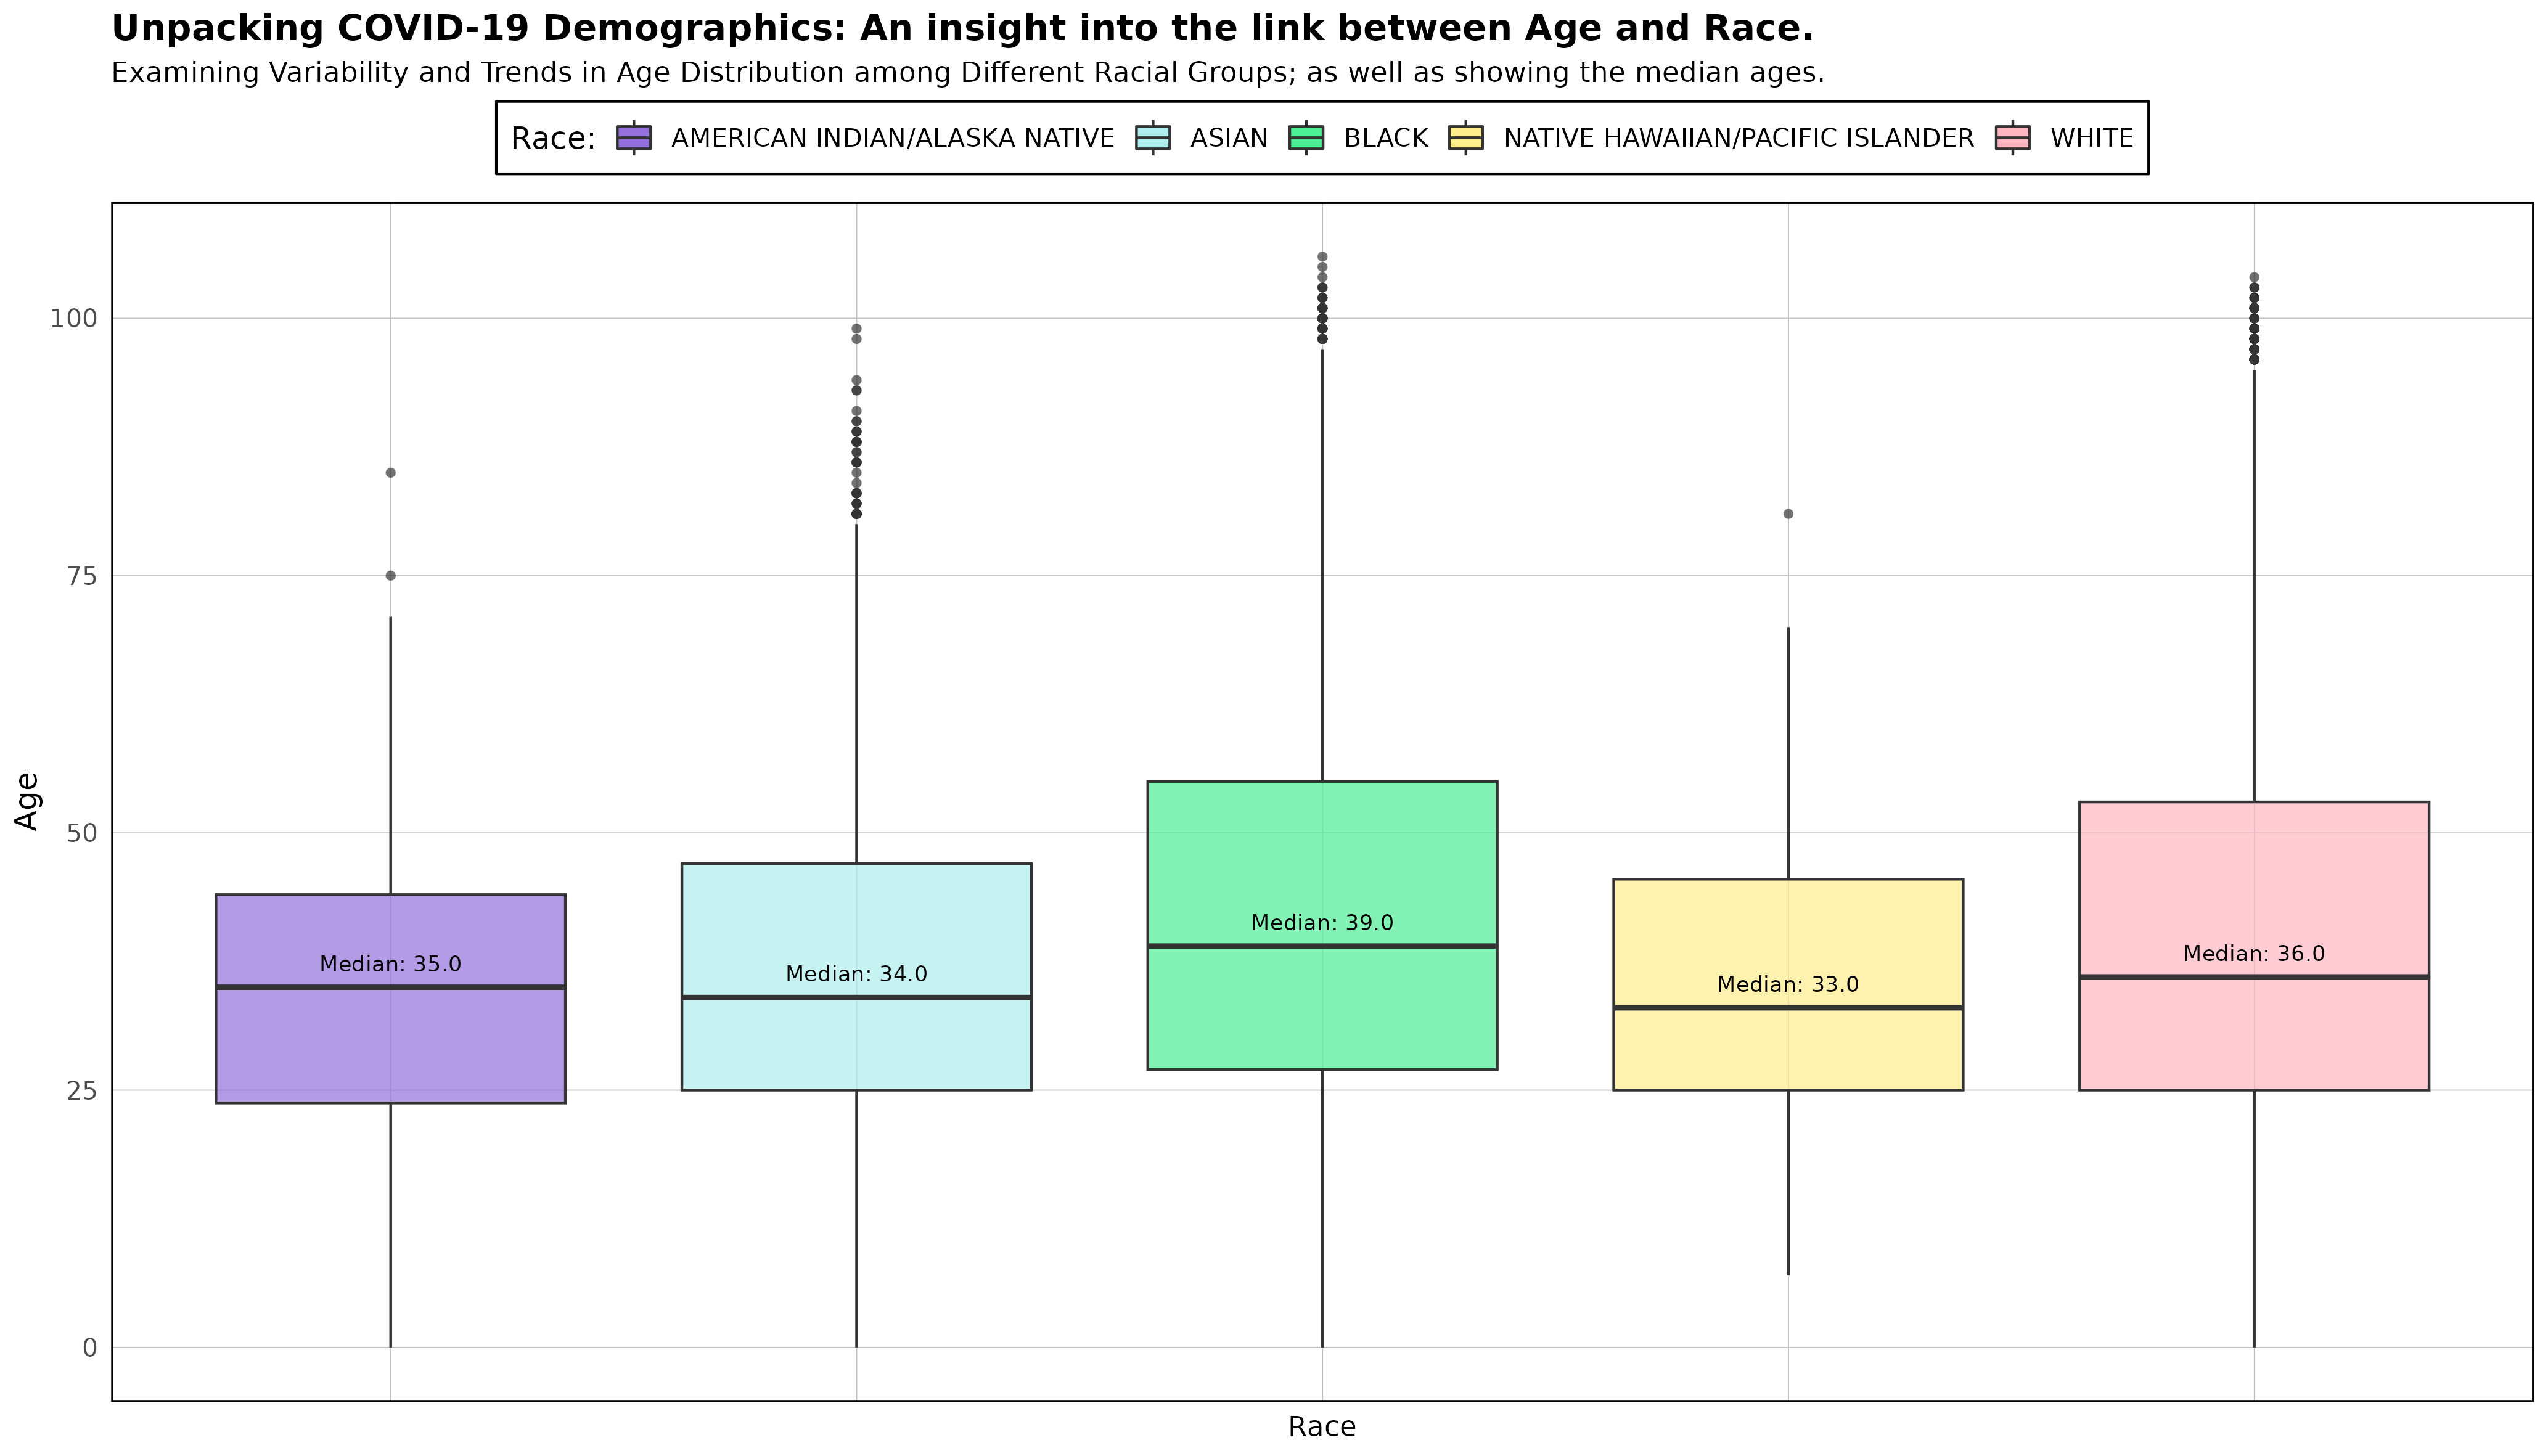 Unpacking COVID-19 Demographics: An insight into the link between Age and Race.
Examining Variability and Trends in Age Distribution among Different Racial Groups; as well as showing the median ages.
Race: AMERICAN INDIAN/ALASKA NATIVE ASIAN BLACK NATIVE HAWAIIAN/PACIFIC ISLANDER WHITE
Age
100
75
50
25
0
Median: 35.0
Median: 34.0
Median: 39.0
Median: 33.0
Median: 36.0
Race